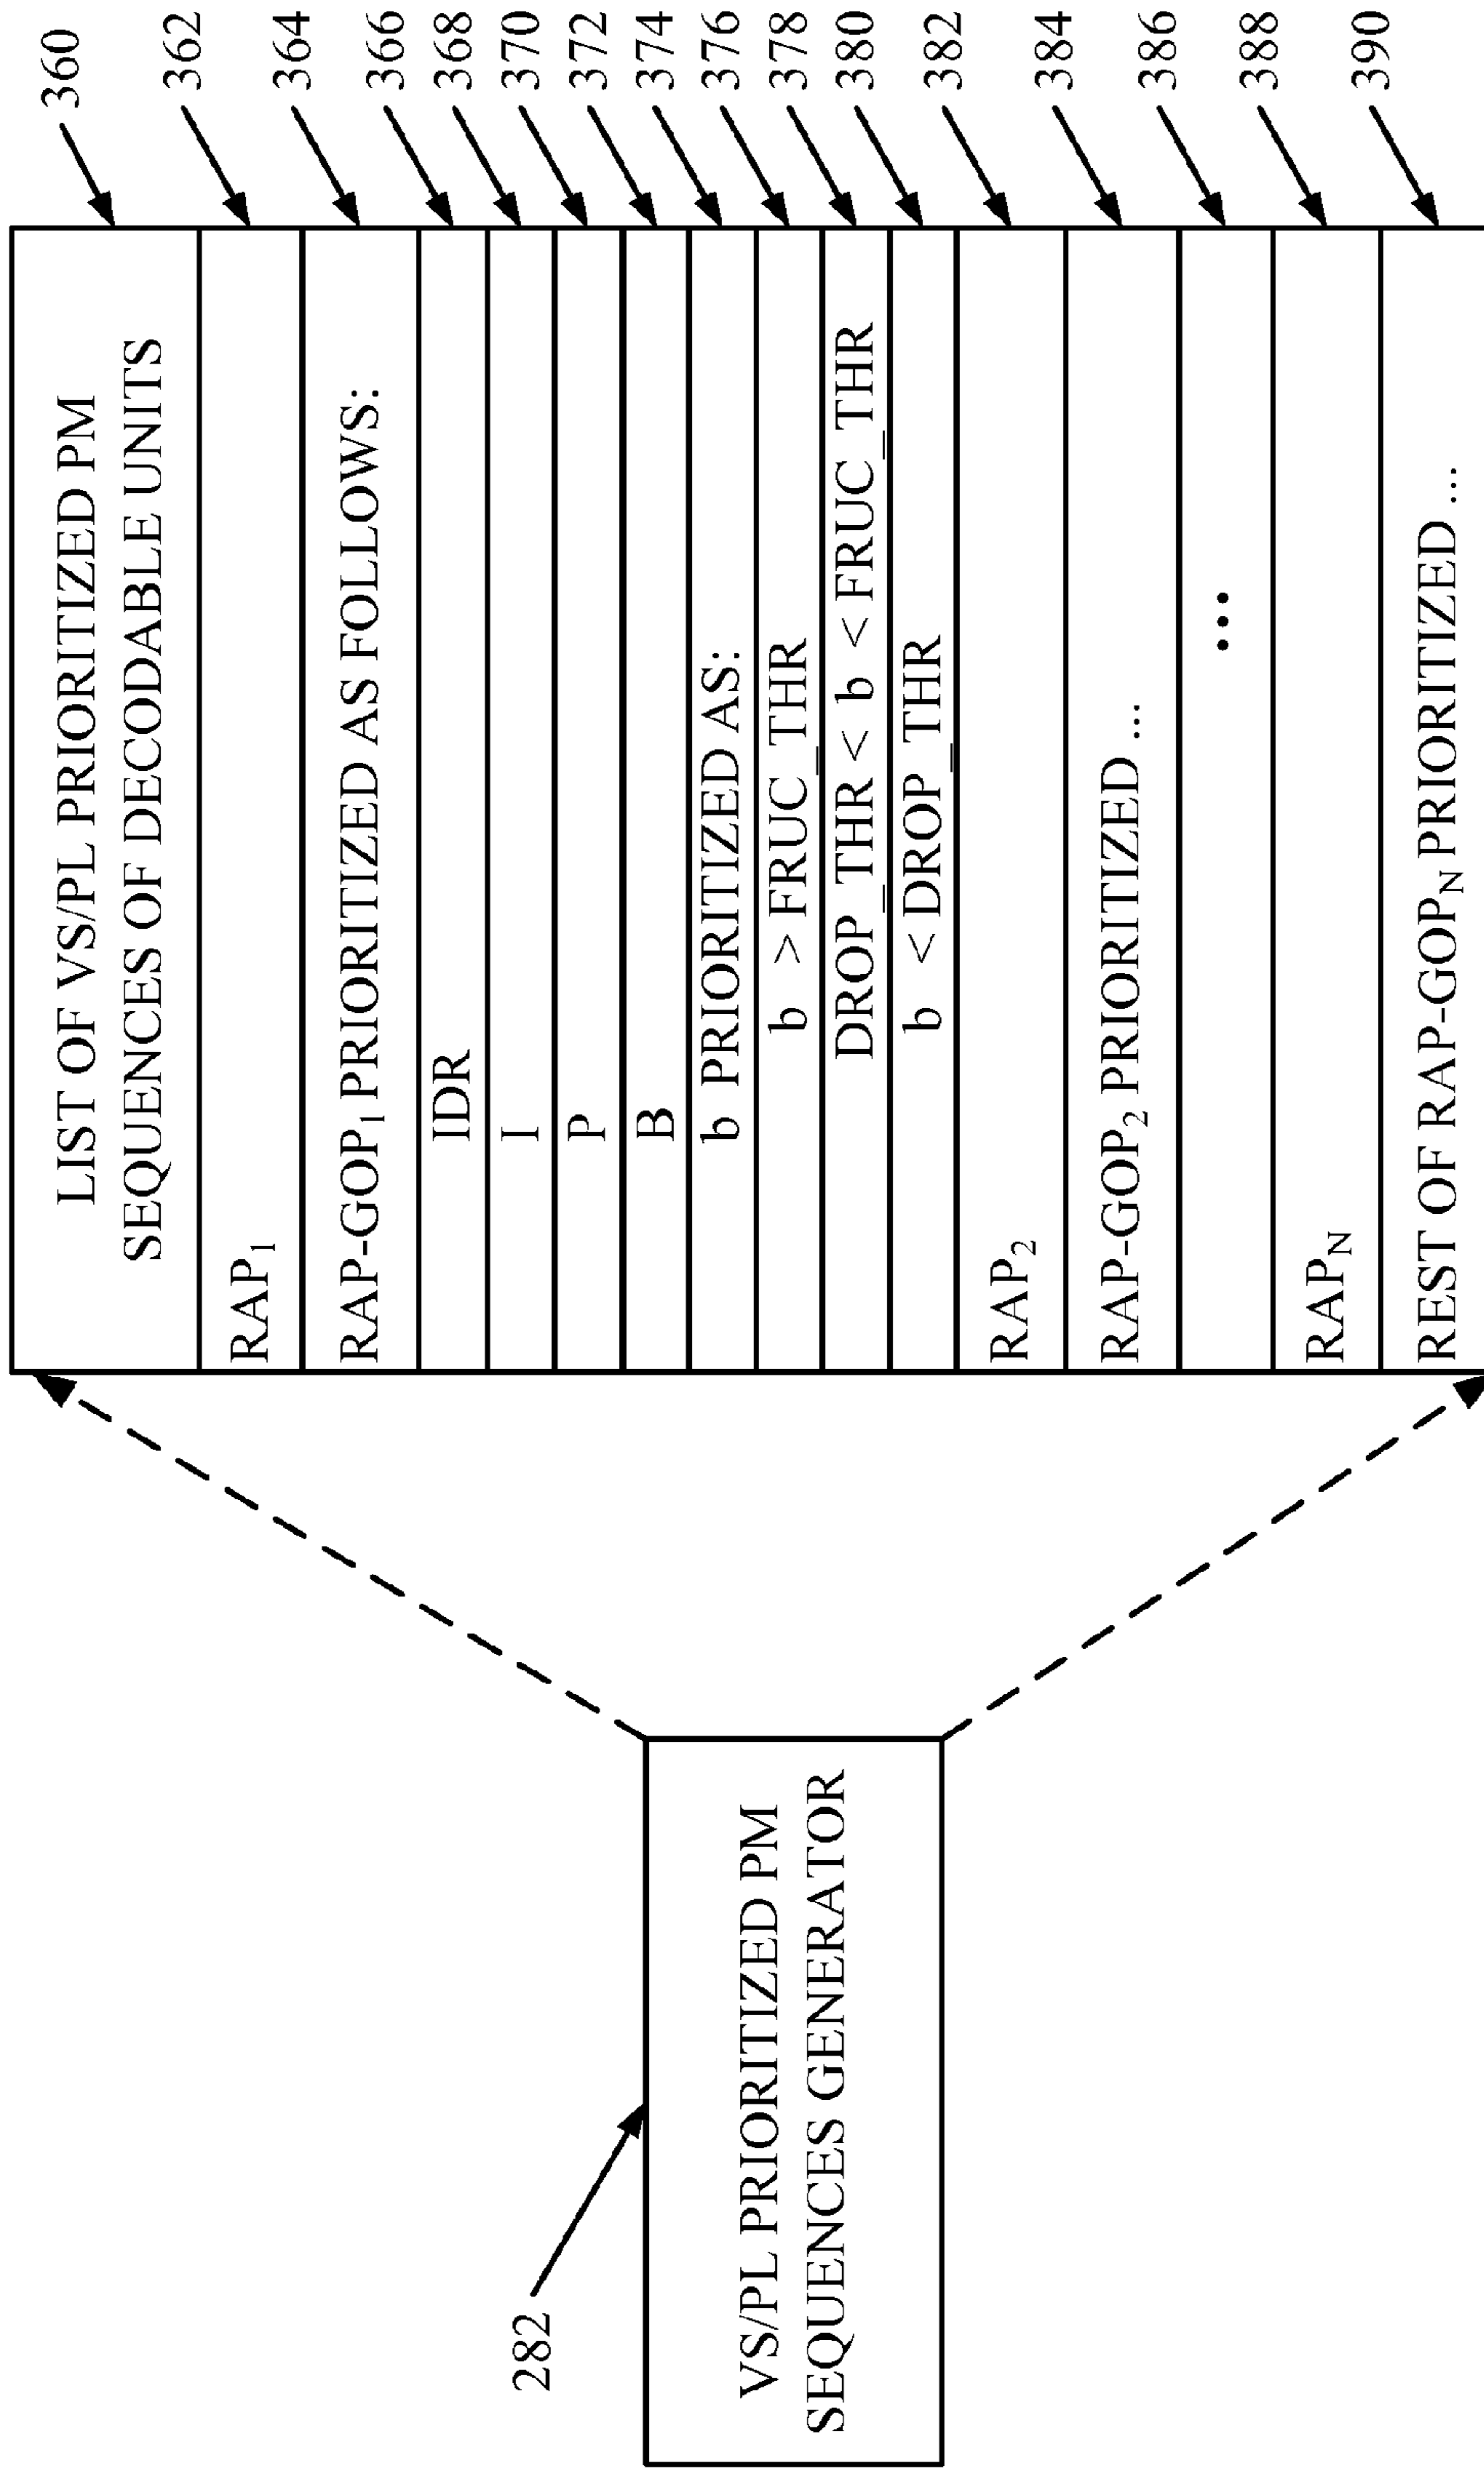 282
VS/PL PRIORITIZED PM
SEQUENCES GENERATOR
LIST OF VS/PL PRIORITIZED PM
SEQUENCES OF DECODABLE UNITS
360
RAP1
362
RAP-GOP1 PRIORITIZED AS FOLLOWS:
364
IDR
366
I
368
P
370
B
372
b PRIORITIZED AS:
374
b >FRUC_THR
376
DROP_THR < b < FRUC_THR
378
b < DROP_THR
380
RAP2
382
RAP-GOP2 PRIORITIZED ...
384
...
386
RAPN
388
REST OF RAP-GOPN PRIORITIZED ...
390